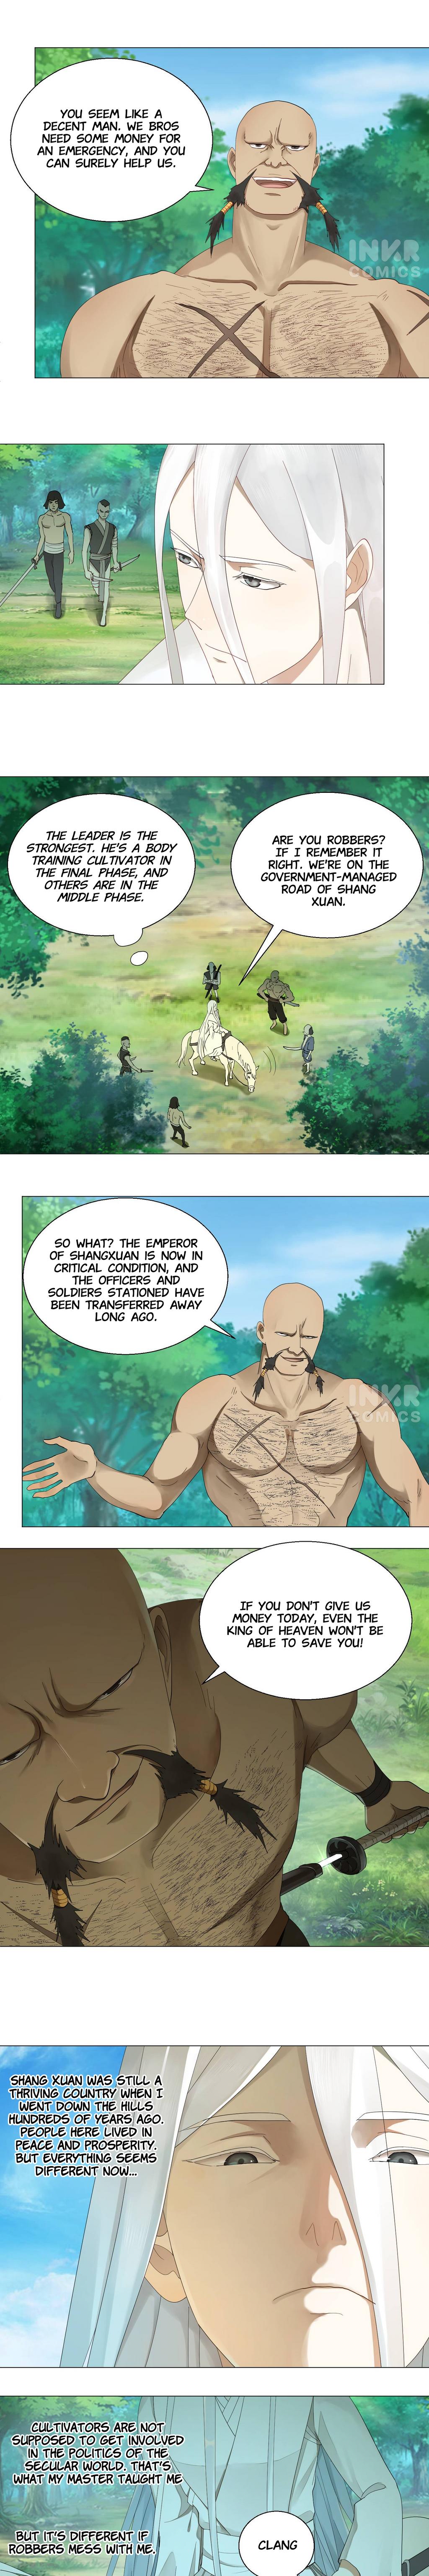 YOU SEEM LIKE A
DECENT MAN. WE BROS
NEED SOME MONEY FOR
AN EMERGENCY, AND YOU
CAN SURELY HELP US.
INKR
COMICS
THE LEADER IS THE
STRONGEST. HE'S A BODY
TRAINING CULTIVATOR IN
THE FINAL PHASE, AND
OTHERS ARE IN THE
MIDDLE PHASE.
ARE YOU ROBBERS?
IF I REMEMBER IT
RIGHT. WE'RE ON THE
GOVERNMENT-MANAGED
ROAD OF SHANG
XUAN.
SO WHAT? THE EMPEROR
OF SHANGXUAN IS NOW IN
CRITICAL CONDITION, AND
THE OFFICERS AND
SOLDIERS STATIONED HAVE
BEEN TRANSFERRED AWAY
LONG AGO.
INKR
COMICS
IF YOU DON'T GIVE US
MONEY TODAY, EVEN THE
KING OF HEAVEN WON'T BE
ABLE TO SAVE YOU!
SHANG XUAN WAS STILL A
THRIVING COUNTRY WHEN I
WENT DOWN THE HILLS
HUNDREDS OF YEARS AGO.
PEOPLE HERE LIVED IN
PEACE AND PROSPERITY.
BUT EVERYTHING SEEMS
DIFFERENT NOW...
CULTIVATORS ARE NOT
SUPPOSED TO GET INVOLVED
IN THE POLITICS OF THE
SECULAR WORLD. THAT'S
WHAT MY MASTER TAUGHT ME
BUT IT'S DIFFERENT IF
ROBBERS MESS WITH ME.
CLANG